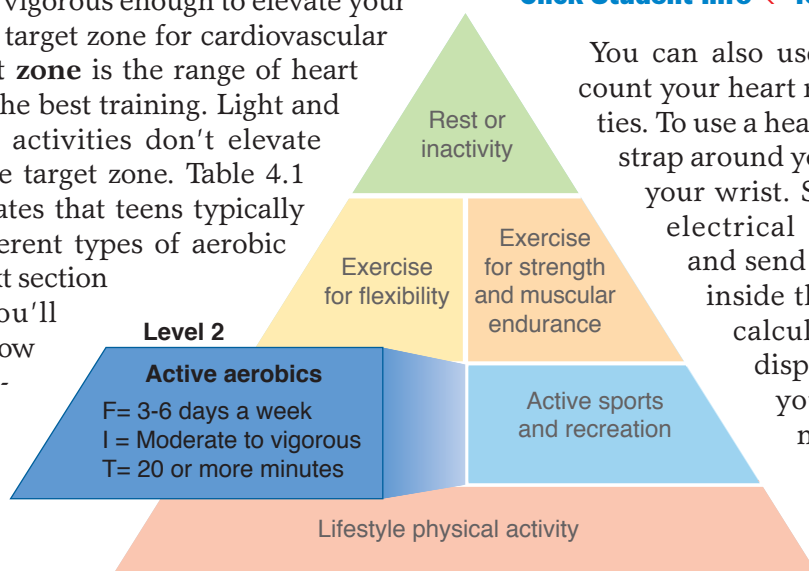 vigorous enough to elevate your
target zone for cardiovascular
t zone is the range of heart
he best training. Light and
activities don't elevate
e target zone. Table 4.1
ates that teens typically
erent types of aerobic
xt section
ou'll
ow
-
Click Student Info
You can also use
count your heart r
ties. To use a hea
strap around yo
your wrist. S
electrical
and send
inside th
calcul
disp
yo
Rest or
inactivity
Exercise
for flexibility
Exercise
for strength
and muscular
endurance
Level 2
Active aerobics
F= 3-6 days a week
I = Moderate to vigorous
T= 20 or more minutes
Active sports
and recreation
Lifestyle physical activity